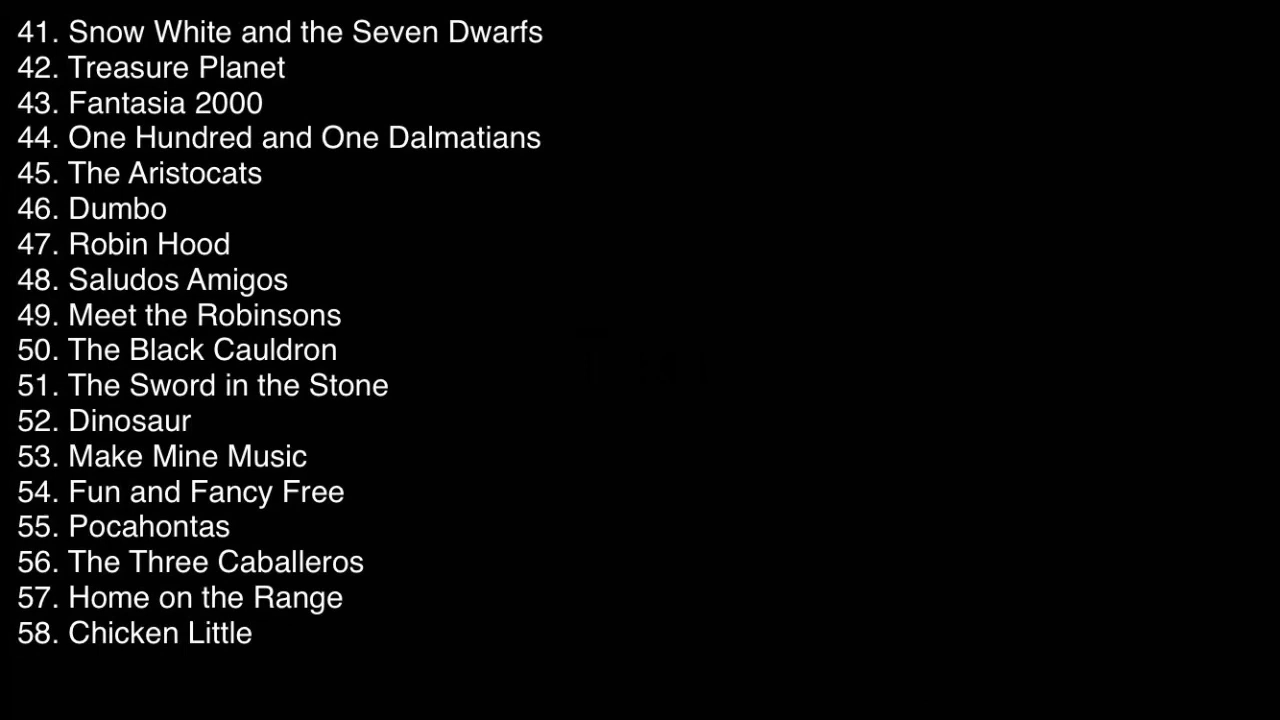 41. Snow White and the Seven Dwarfs
42. Treasure Planet
43. Fantasia 2000
44. One Hundred and One Dalmatians
45. The Aristocats
46. Dumbo
47. Robin Hood
48. Saludos Amigos
49. Meet the Robinsons
50. The Black Cauldron
51. The Sword in the Stone
52. Dinosaur
53. Make Mine Music
54. Fun and Fancy Free
55. Pocahontas
56. The Three Caballeros
57. Home on the Range
58. Chicken Little